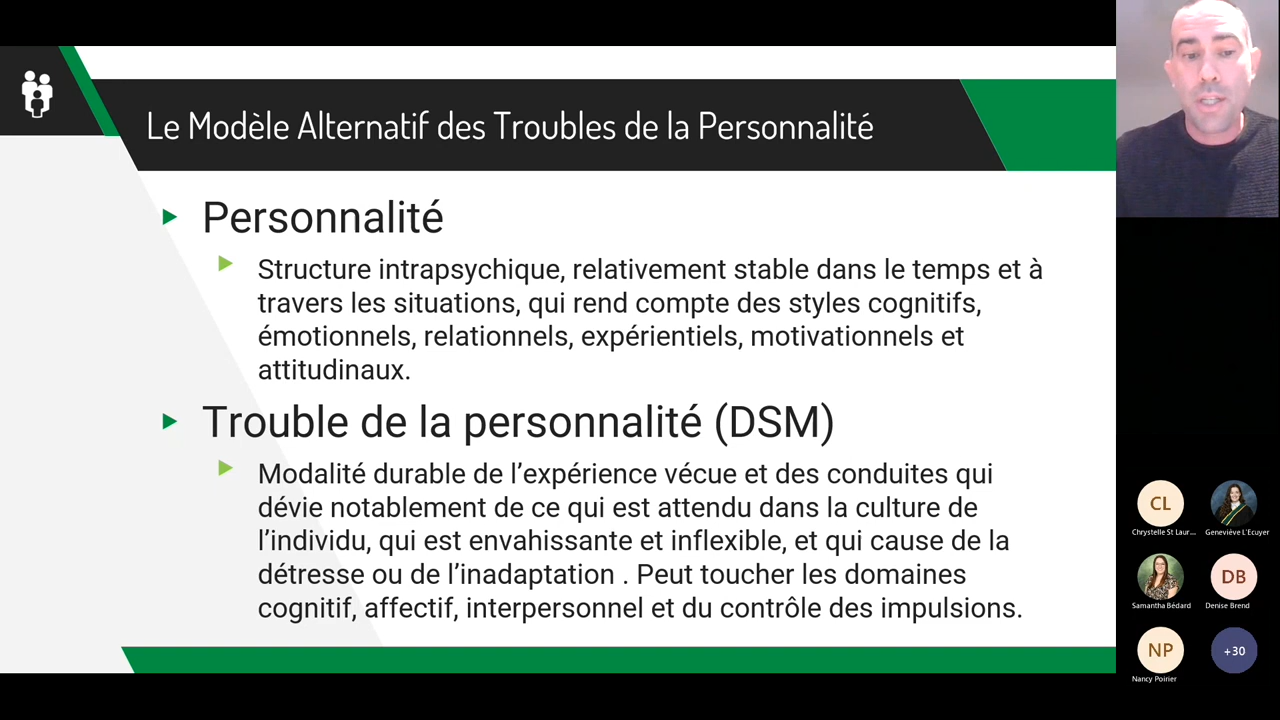 Le Modèle Alternatif des Troubles de la Personnalité
Personnalité
Structure intrapsychique, relativement stable dans le temps et à
travers les situations, qui rend compte des styles cognitifs,
émotionnels, relationnels, expérientiels, motivationnels et
attitudinaux.
Trouble de la personnalité (DSM)
Modalité durable de l’expérience vécue et des conduites qui
dévie notablement de ce qui est attendu dans la culture de
l’individu, qui est envahissante et inflexible, et qui cause de la
détresse ou de l’inadaptation . Peut toucher les domaines
cognitif, affectif, interpersonnel et du contrôle des impulsions.
CL
Chrystelle St Laur...
Geneviève L'Ecuyer
Samantha Bédard
DB
Denise Brend
NP
Nancy Poirier
+30